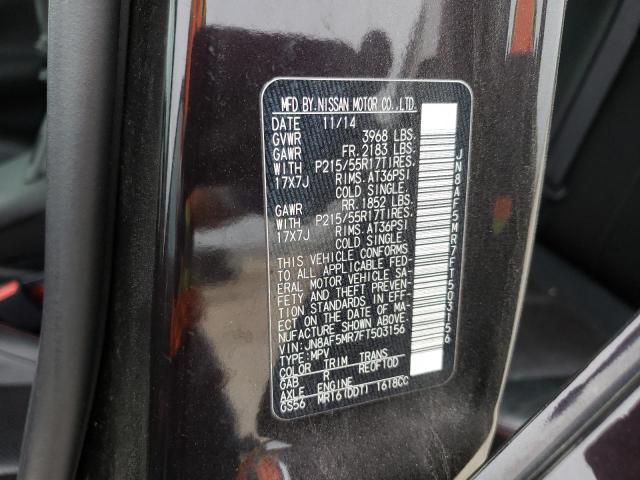 MFD BY NISSAN MOTOR CO., LTD.
DATE 11/14
GVWR 3968 LBS.
GAWR FR. 2183 LBS.
WITH P215/55R17TIRES.
17X7J RIMS. AT36PSI
COLD SINGLE.
GAWR RR. 1852 LBS.
WITH P215/55R17TIRES.
17X7J RIMS. AT36PSI
COLD SINGLE.
THIS VEHICLE CONFORMS
TO ALL APPLICABLE FED-
ERAL MOTOR VEHICLE SA-
FETY AND THEFT PREVEN-
TION STANDARDS IN EFF-
ECT ON THE DATE OF MA-
NUFACTURE SHOWN ABOVE.
VIN:JN8AF5MR7FT503156
TYPE:MPV
COLOR TRIM TRANS
GAB R RE0F10D
AXLE ENGINE
GS56 MR16(DDT) 1618CC
JN8AF5MR7FT503156